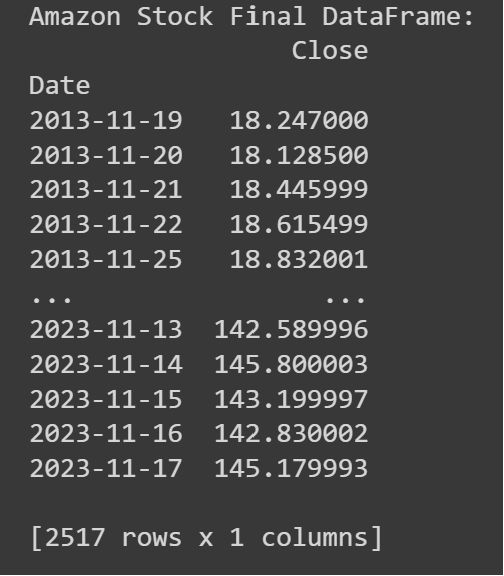 Amazon Stock Final DataFrame:
Close
Date
2013-11-19 18.247000
2013-11-20 18.128500
2013-11-21 18.445999
2013-11-22 18.615499
2013-11-25 18.832001
... ...
2023-11-13 142.589996
2023-11-14 145.800003
2023-11-15 143.199997
2023-11-16 142.830002
2023-11-17 145.179993
[2517 rows x 1 columns]